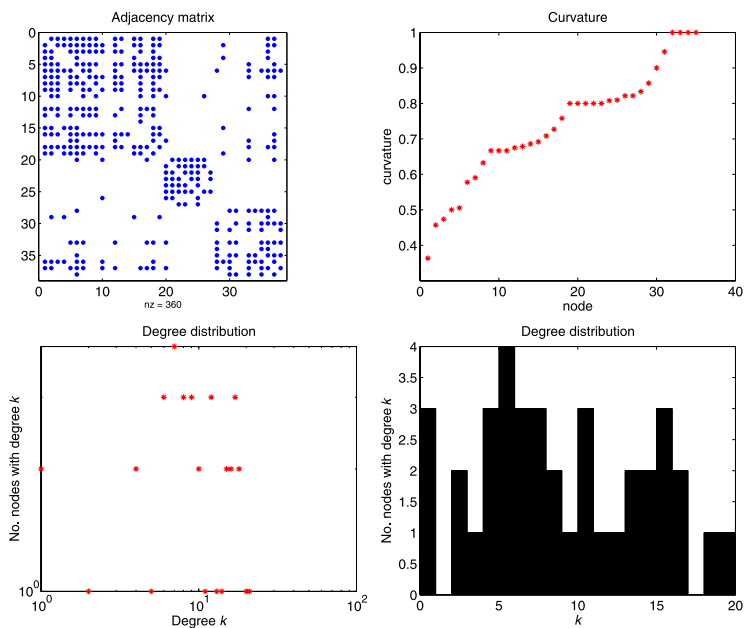 Adjacency matrix
0
5
10
15
20
25
30
35
0 10 20 30
nz = 360
Curvature
curvature
1
0.9
0.8
0.7
0.6
0.5
0.4
0 10 20 30 40
node
Degree distribution
No. nodes with degree k
10^0
10^0 10^1 10^2
Degree k
Degree distribution
No. nodes with degree k
4
3.5
3
2.5
2
1.5
1
0.5
0
0 5 10 15 20
k